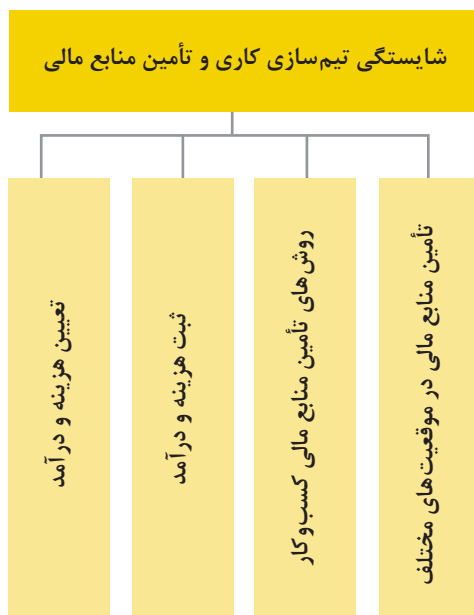 شایستگی تیم‌سازی کاری و تأمین منابع مالی
تأمین منابع مالی در موقعیت‌های مختلف
روش‌های تأمین منابع مالی کسب‌وکار
ثبت هزینه و درآمد
تعیین هزینه و درآمد